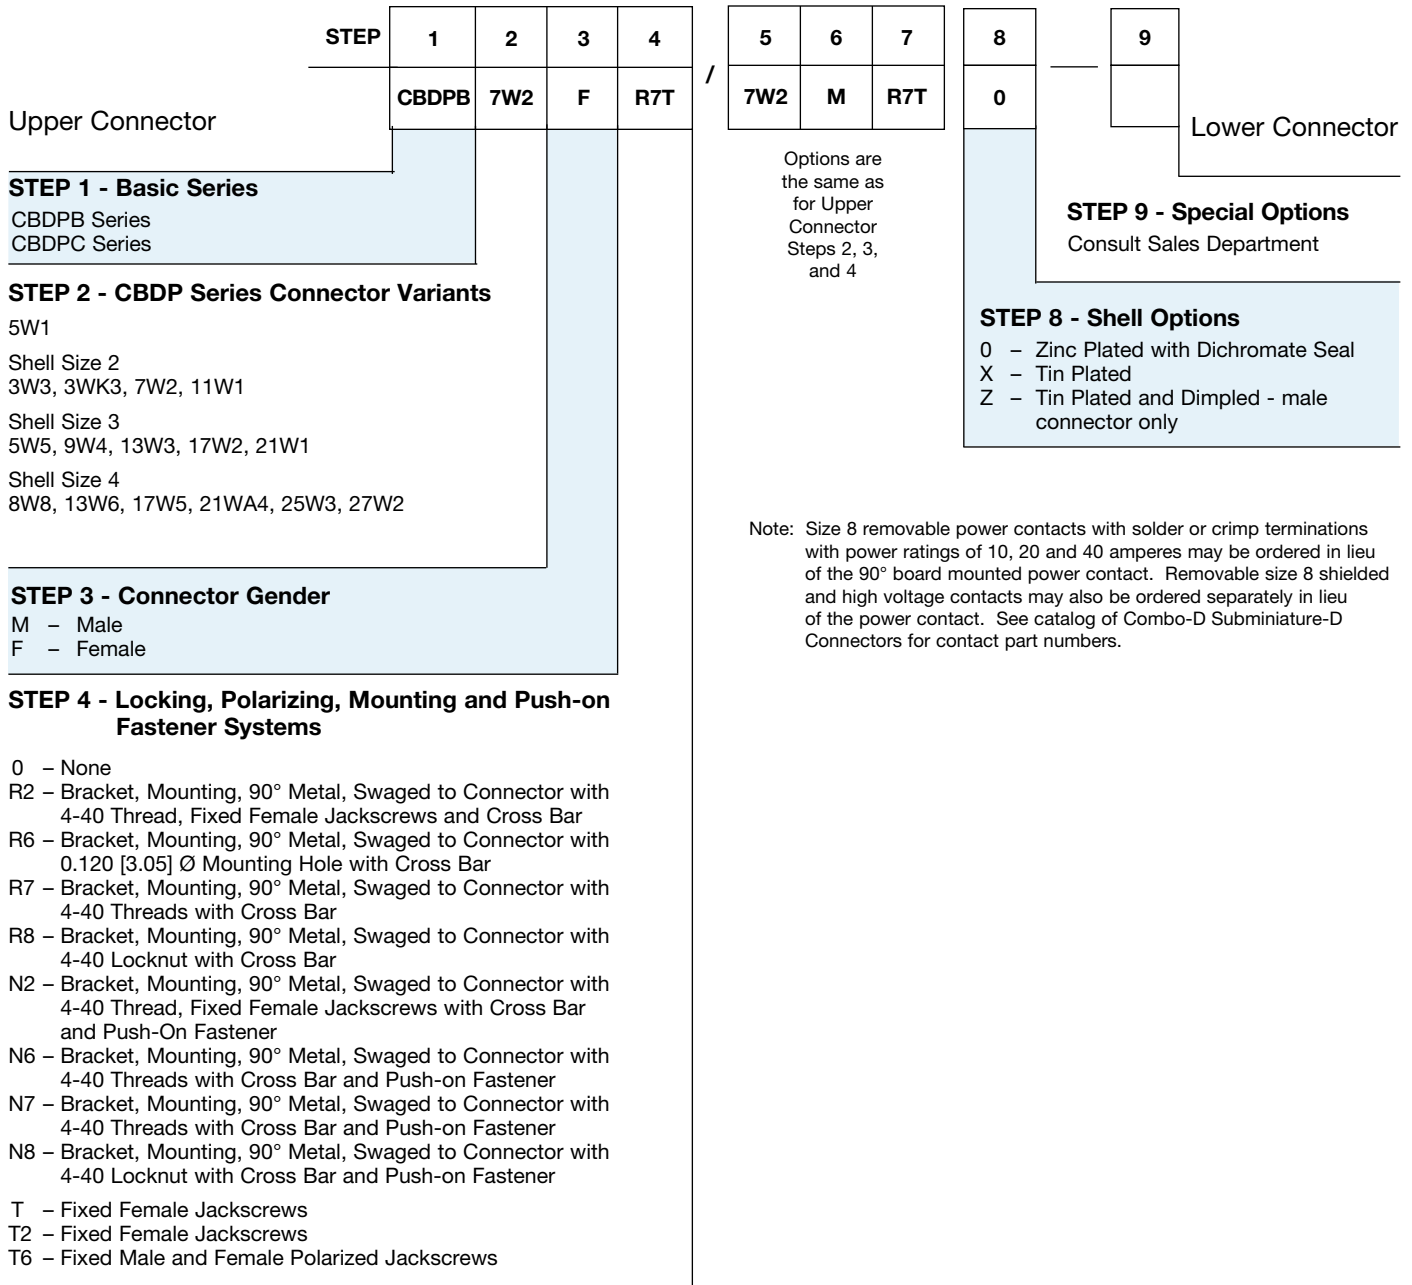 STEP 1 2 3 4 / 5 6 7 8 — 9
CBDPB 7W2 F R7T 7W2 M R7T 0
Upper Connector
Lower Connector
STEP 1 - Basic Series
CBDPB Series
CBDPC Series
STEP 2 - CBDP Series Connector Variants
5W1
Shell Size 2
3W3, 3WK3, 7W2, 11W1
Shell Size 3
5W5, 9W4, 13W3, 17W2, 21W1
Shell Size 4
8W8, 13W6, 17W5, 21WA4, 25W3, 27W2
STEP 3 - Connector Gender
M – Male
F – Female
STEP 4 - Locking, Polarizing, Mounting and Push-on
Fastener Systems
0 – None
R2 – Bracket, Mounting, 90° Metal, Swaged to Connector with
4-40 Thread, Fixed Female Jackscrews and Cross Bar
R6 – Bracket, Mounting, 90° Metal, Swaged to Connector with
0.120 [3.05] Ø Mounting Hole with Cross Bar
R7 – Bracket, Mounting, 90° Metal, Swaged to Connector with
4-40 Threads with Cross Bar
R8 – Bracket, Mounting, 90° Metal, Swaged to Connector with
4-40 Locknut with Cross Bar
N2 – Bracket, Mounting, 90° Metal, Swaged to Connector with
4-40 Thread, Fixed Female Jackscrews with Cross Bar
and Push-On Fastener
N6 – Bracket, Mounting, 90° Metal, Swaged to Connector with
4-40 Threads with Cross Bar and Push-on Fastener
N7 – Bracket, Mounting, 90° Metal, Swaged to Connector with
4-40 Threads with Cross Bar and Push-on Fastener
N8 – Bracket, Mounting, 90° Metal, Swaged to Connector with
4-40 Locknut with Cross Bar and Push-on Fastener
T – Fixed Female Jackscrews
T2 – Fixed Female Jackscrews
T6 – Fixed Male and Female Polarized Jackscrews
Options are
the same as
for Upper
Connector
Steps 2, 3,
and 4
STEP 9 - Special Options
Consult Sales Department
STEP 8 - Shell Options
0 – Zinc Plated with Dichromate Seal
X – Tin Plated
Z – Tin Plated and Dimpled - male
connector only
Note: Size 8 removable power contacts with solder or crimp terminations
with power ratings of 10, 20 and 40 amperes may be ordered in lieu
of the 90° board mounted power contact. Removable size 8 shielded
and high voltage contacts may also be ordered separately in lieu
of the power contact. See catalog of Combo-D Subminiature-D
Connectors for contact part numbers.